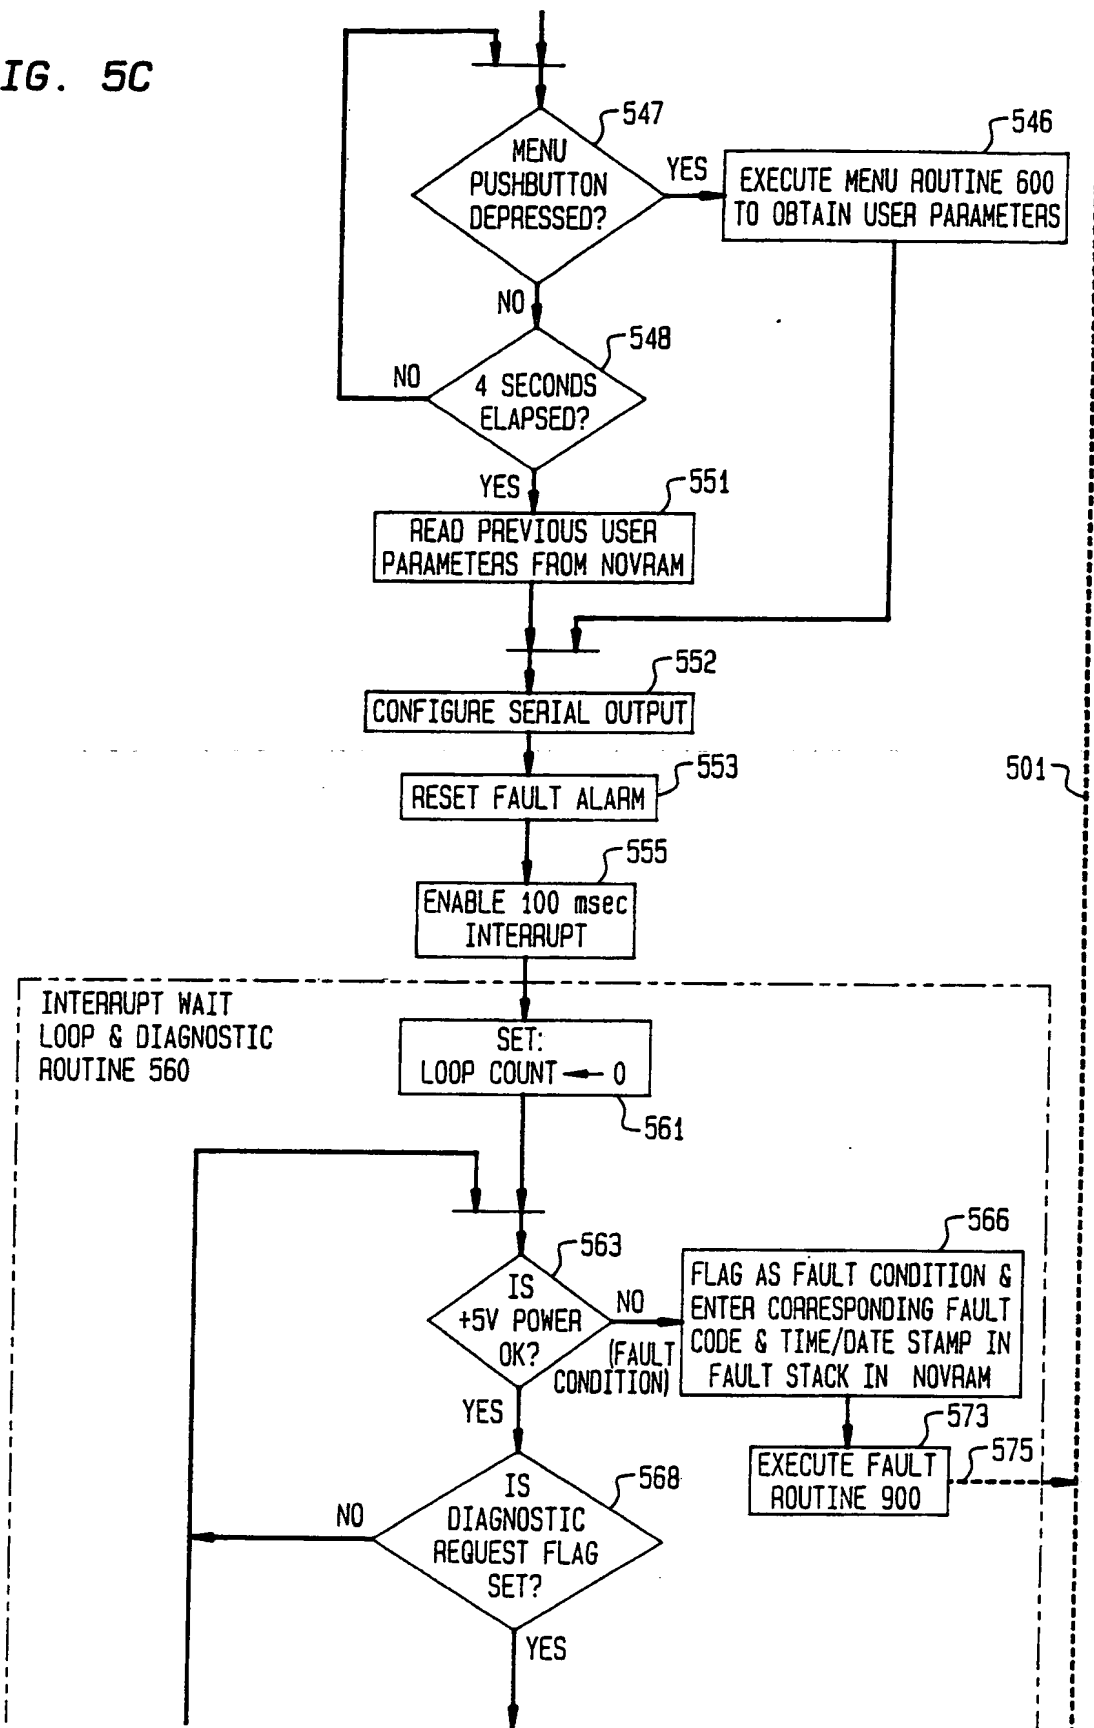 IG. 5C
547
MENU
PUSHBUTTON
DEPRESSED?
YES
546
EXECUTE MENU ROUTINE 600
TO OBTAIN USER PARAMETERS
NO
548
4 SECONDS
ELAPSED?
NO
YES
551
READ PREVIOUS USER
PARAMETERS FROM NOVRAM
552
CONFIGURE SERIAL OUTPUT
553
RESET FAULT ALARM
501
555
ENABLE 100 msec
INTERRUPT
INTERRUPT WAIT
LOOP & DIAGNOSTIC
ROUTINE 560
SET:
LOOP COUNT ← 0
561
563
IS
+5V POWER
OK?
NO
(FAULT
CONDITION)
566
FLAG AS FAULT CONDITION &
ENTER CORRESPONDING FAULT
CODE & TIME/DATE STAMP IN
FAULT STACK IN NOVRAM
YES
573
EXECUTE FAULT
ROUTINE 900
575
568
IS
DIAGNOSTIC
REQUEST FLAG
SET?
NO
YES